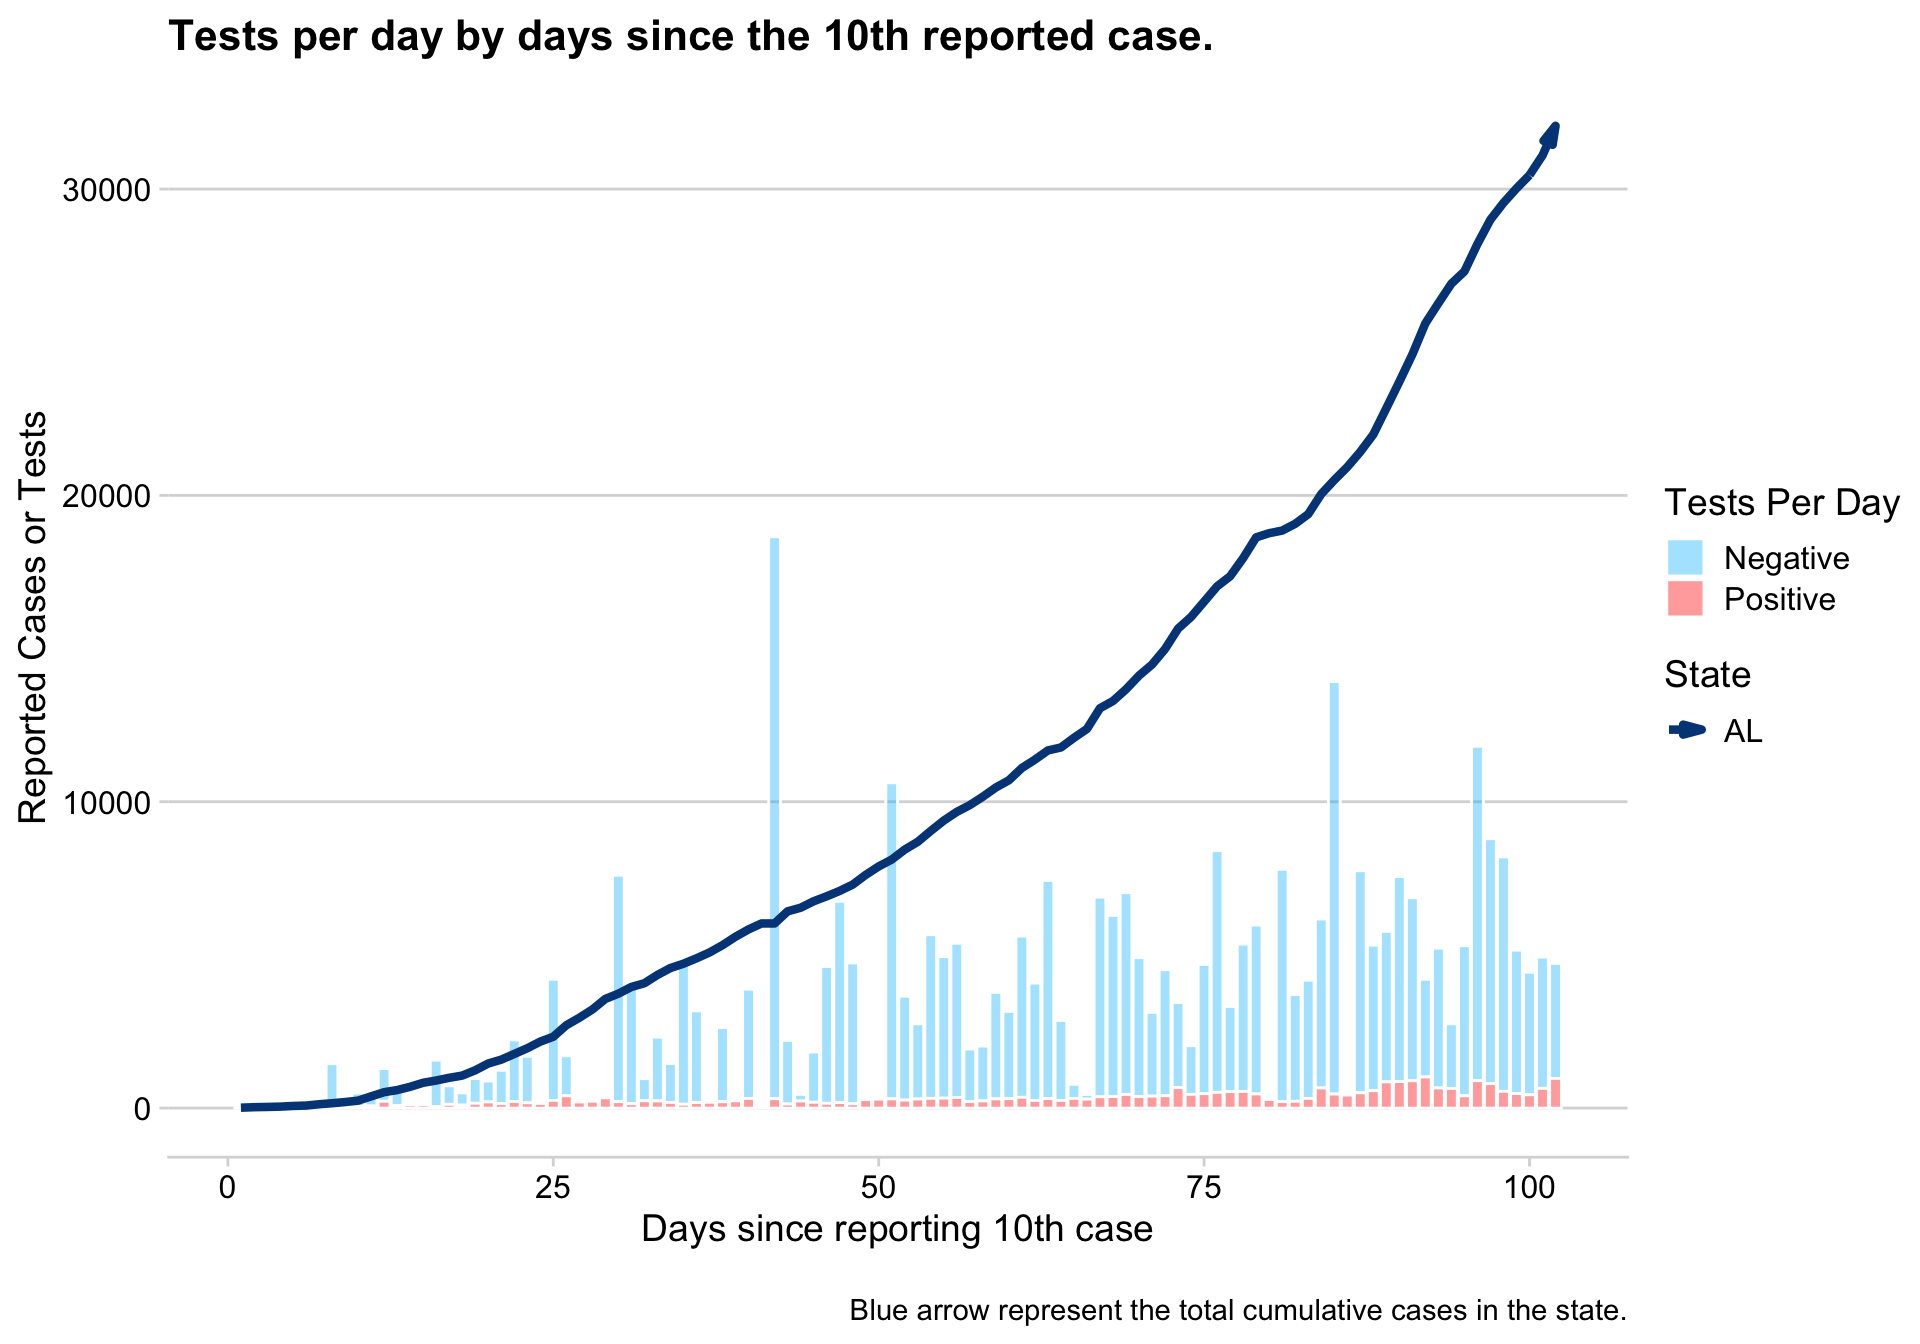 Tests per day by days since the 10th reported case.
30000
20000
10000
0
Reported Cases or Tests
0 25 50 75 100
Days since reporting 10th case
Tests Per Day
Negative
Positive
State
AL
Blue arrow represent the total cumulative cases in the state.